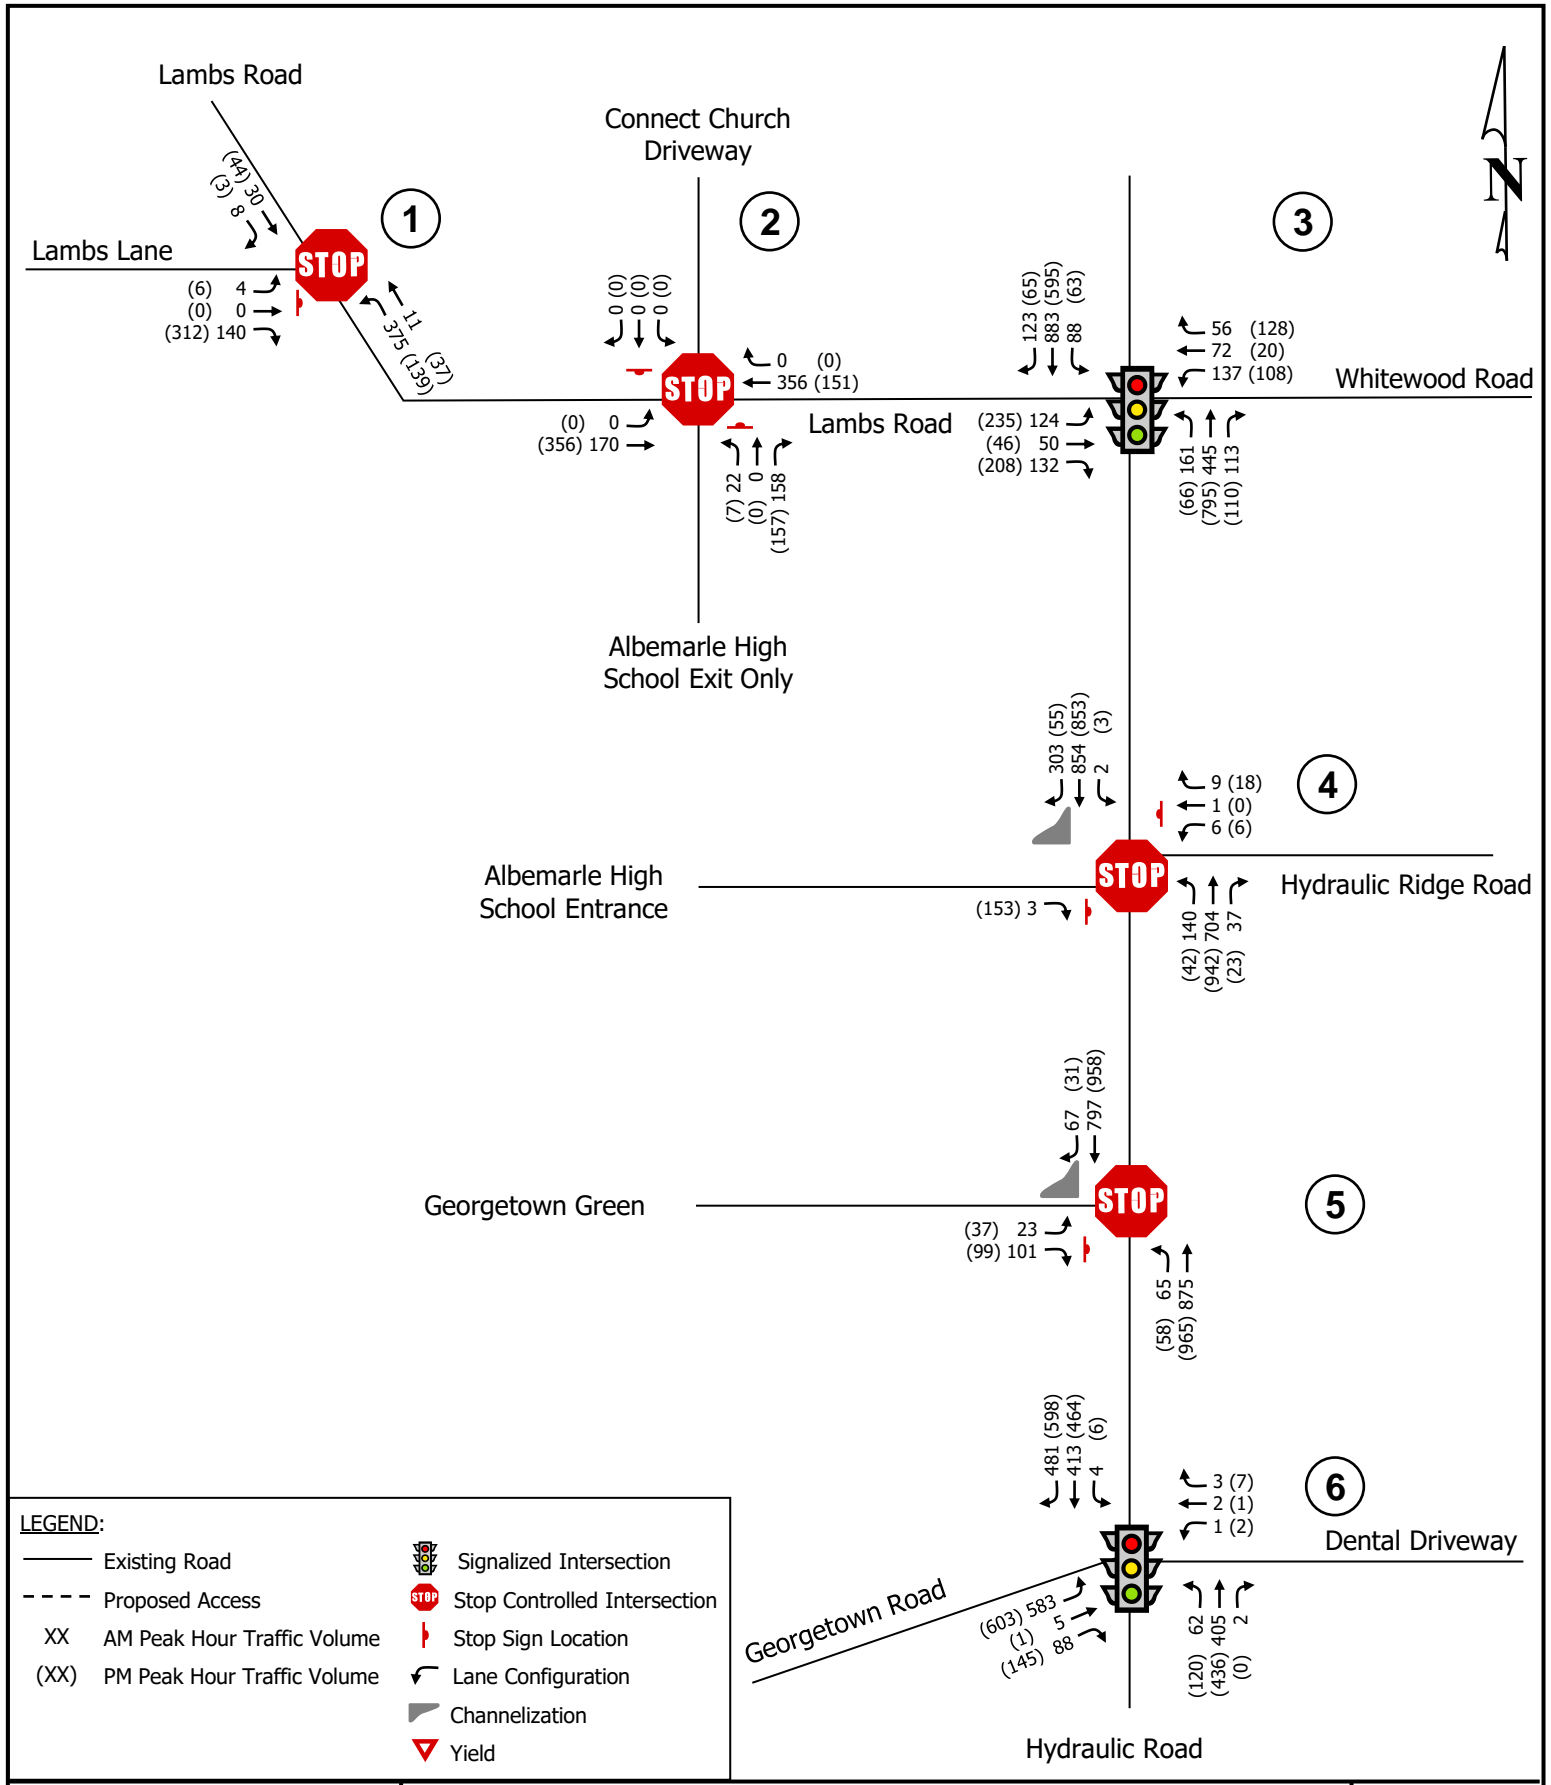 Lambs Road
Connect Church
Driveway
N
1
2
3
(44) 30
(3) 8
Lambs Lane
STOP
(6) 4
(0) 0
(312) 140
11 (37)
375 (139)
0 (0)
0 (0)
0 (0)
STOP
0 (0)
356 (151)
(0) 0
(356) 170
(7) 22
(0) 0
(157) 158
Lambs Road
123 (65)
883 (595)
88 (63)
56 (128)
72 (20)
137 (108)
Whitewood Road
(235) 124
(46) 50
(208) 132
(66) 161
(795) 445
(110) 113
Albemarle High
School Exit Only
303 (55)
854 (853)
2 (3)
4
9 (18)
1 (0)
6 (6)
STOP
Albemarle High
School Entrance
Hydraulic Ridge Road
(153) 3
(42) 140
(942) 704
(23) 37
67 (31)
797 (958)
STOP
5
Georgetown Green
(37) 23
(99) 101
(58) 65
(965) 875
481 (598)
413 (464)
4 (6)
6
3 (7)
2 (1)
1 (2)
Dental Driveway
Georgetown Road
(603) 583
(1) 5
(145) 88
(120) 62
(436) 405
(0) 2
Hydraulic Road
LEGEND:
Existing Road
Proposed Access
XX AM Peak Hour Traffic Volume
(XX) PM Peak Hour Traffic Volume
Signalized Intersection
STOP Stop Controlled Intersection
Stop Sign Location
Lane Configuration
Channelization
Yield